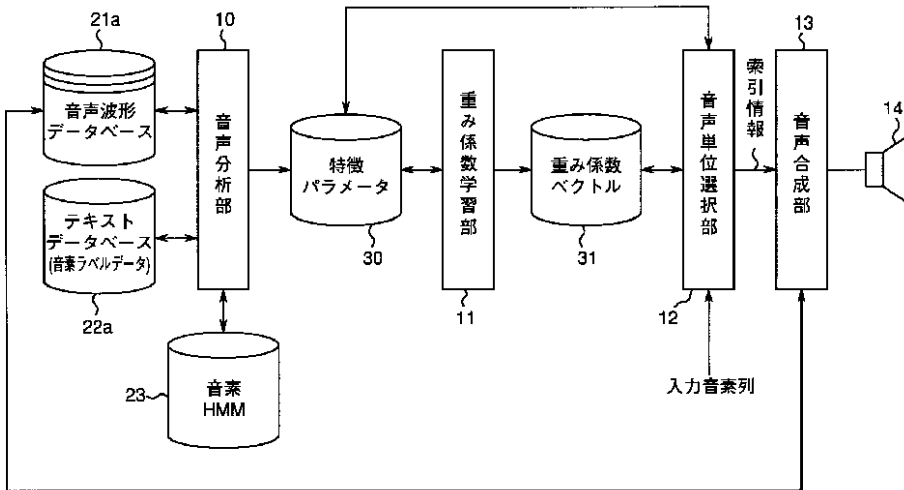 21a
10
13
音声波形
データベース
テキスト
データベース
(音素ラベルデータ)
22a
音声分析部
23
音素
HMM
特徴
パラメータ
30
重み係数学習部
11
重み係数
ベクトル
31
音声単位選択部
12
入力音素列
索引情報
音声合成部
14